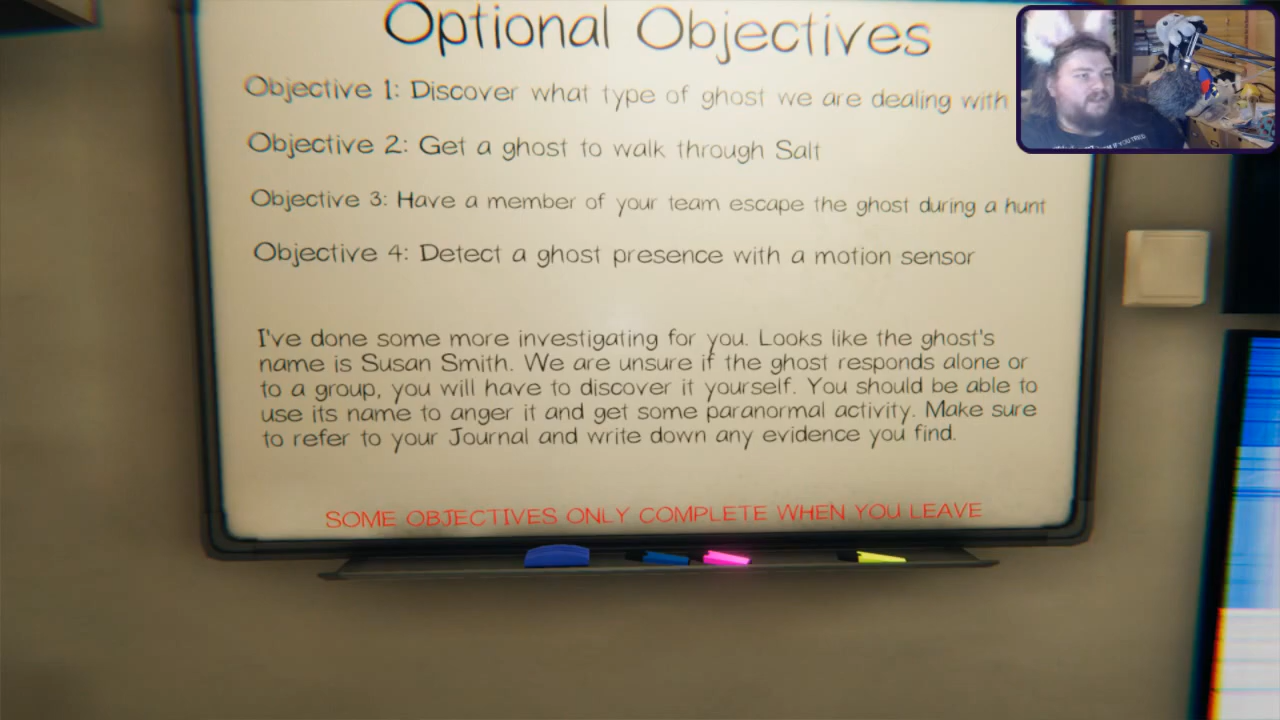 Optional Objectives
Objective 1: Discover what type of ghost we are dealing with
Objective 2: Get a ghost to walk through Salt
Objective 3: Have a member of your team escape the ghost during a hunt
Objective 4: Detect a ghost presence with a motion sensor
I've done some more investigating for you. Looks like the ghost's
name is Susan Smith. We are unsure if the ghost responds alone or
to a group, you will have to discover it yourself. You should be able to
use its name to anger it and get some paranormal activity. Make sure
to refer to your Journal and write down any evidence you find.
SOME OBJECTIVES ONLY COMPLETE WHEN YOU LEAVE